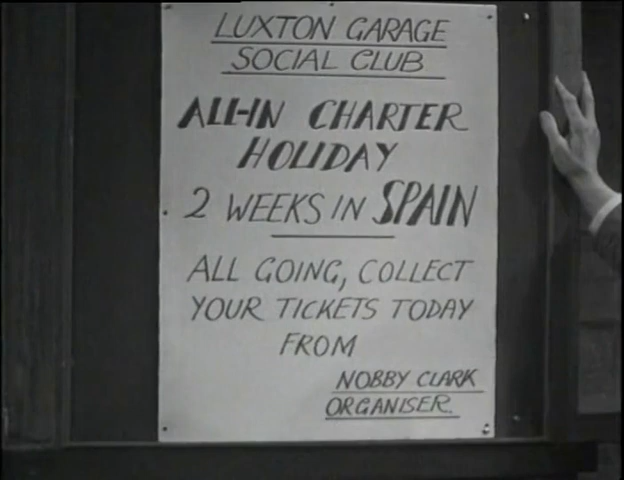 LUXTON GARAGE
SOCIAL CLUB
ALL-IN CHARTER
HOLIDAY
2 WEEKS IN SPAIN
ALL GOING, COLLECT
YOUR TICKETS TODAY
FROM
NOBBY CLARK
ORGANISER.